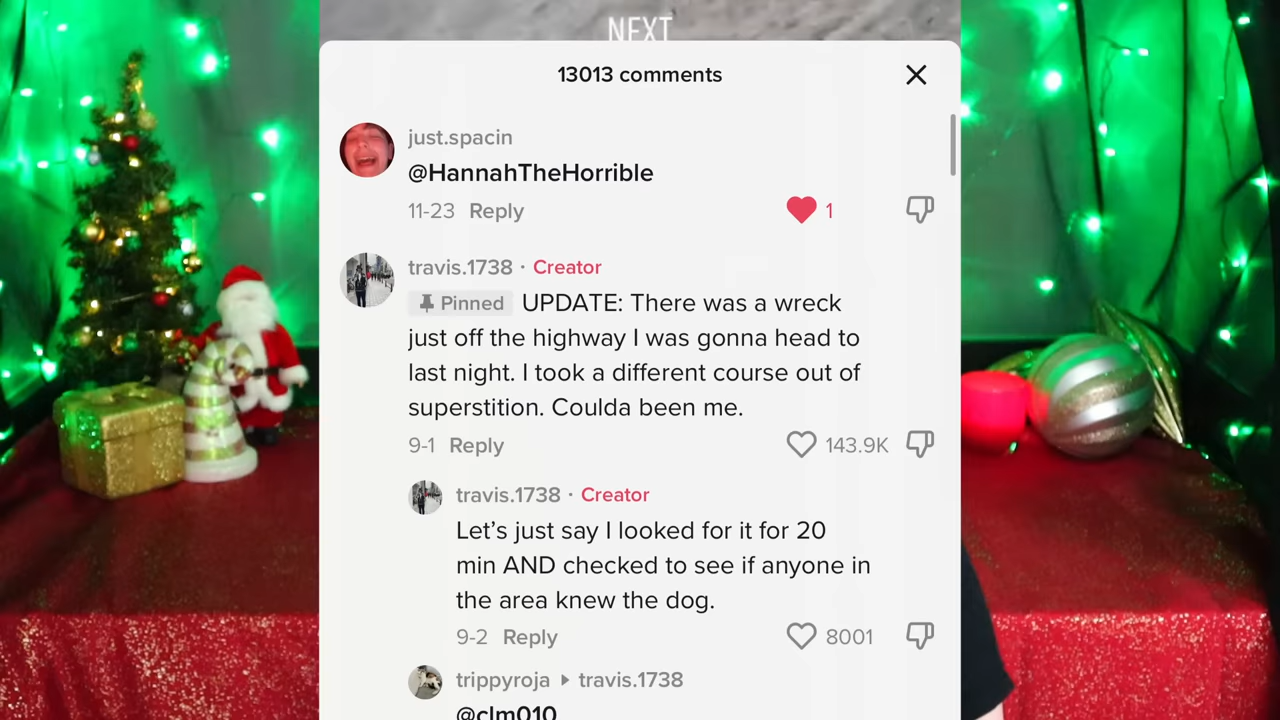 NEXT
13013 comments
just.spacin
@HannahTheHorrible
11-23 Reply
1
travis.1738 · Creator
Pinned UPDATE: There was a wreck
just off the highway I was gonna head to
last night. I took a different course out of
superstition. Coulda been me.
9-1 Reply
143.9K
travis.1738 · Creator
Let’s just say I looked for it for 20
min AND checked to see if anyone in
the area knew the dog.
9-2 Reply
8001
trippyroja ▸ travis.1738
@clm010